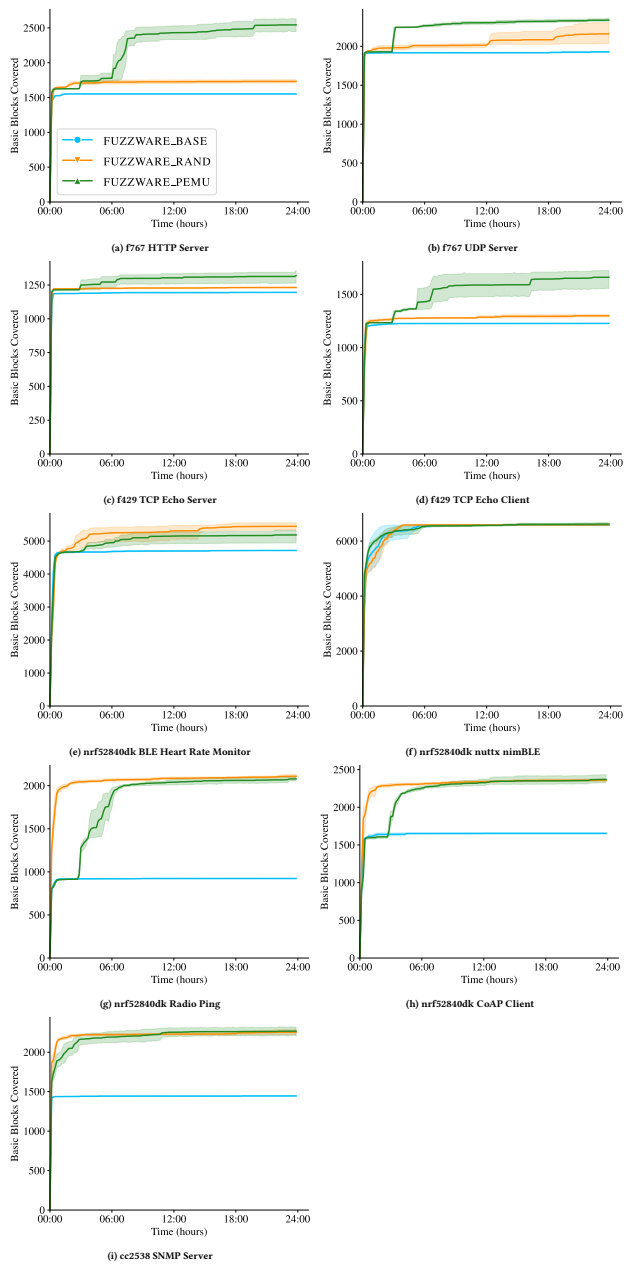 Basic Blocks Covered
2500
2000
1500
1000
500
0
FUZZWARE_BASE
FUZZWARE_RAND
FUZZWARE_PEMU
00:00 06:00 12:00 18:00 24:00
Time (hours)
(a) f767 HTTP Server
Basic Blocks Covered
2000
1500
1000
500
0
00:00 06:00 12:00 18:00 24:00
Time (hours)
(b) f767 UDP Server
Basic Blocks Covered
1250
1000
750
500
250
0
00:00 06:00 12:00 18:00 24:00
Time (hours)
(c) f429 TCP Echo Server
Basic Blocks Covered
1500
1000
500
0
00:00 06:00 12:00 18:00 24:00
Time (hours)
(d) f429 TCP Echo Client
Basic Blocks Covered
5000
4000
3000
2000
1000
0
00:00 06:00 12:00 18:00 24:00
Time (hours)
(e) nrf52840dk BLE Heart Rate Monitor
Basic Blocks Covered
6000
4000
2000
0
00:00 06:00 12:00 18:00 24:00
Time (hours)
(f) nrf52840dk nuttx nimBLE
Basic Blocks Covered
2000
1500
1000
500
0
00:00 06:00 12:00 18:00 24:00
Time (hours)
(g) nrf52840dk Radio Ping
Basic Blocks Covered
2500
2000
1500
1000
500
0
00:00 06:00 12:00 18:00 24:00
Time (hours)
(h) nrf52840dk CoAP Client
Basic Blocks Covered
2000
1500
1000
500
0
00:00 06:00 12:00 18:00 24:00
Time (hours)
(i) cc2538 SNMP Server